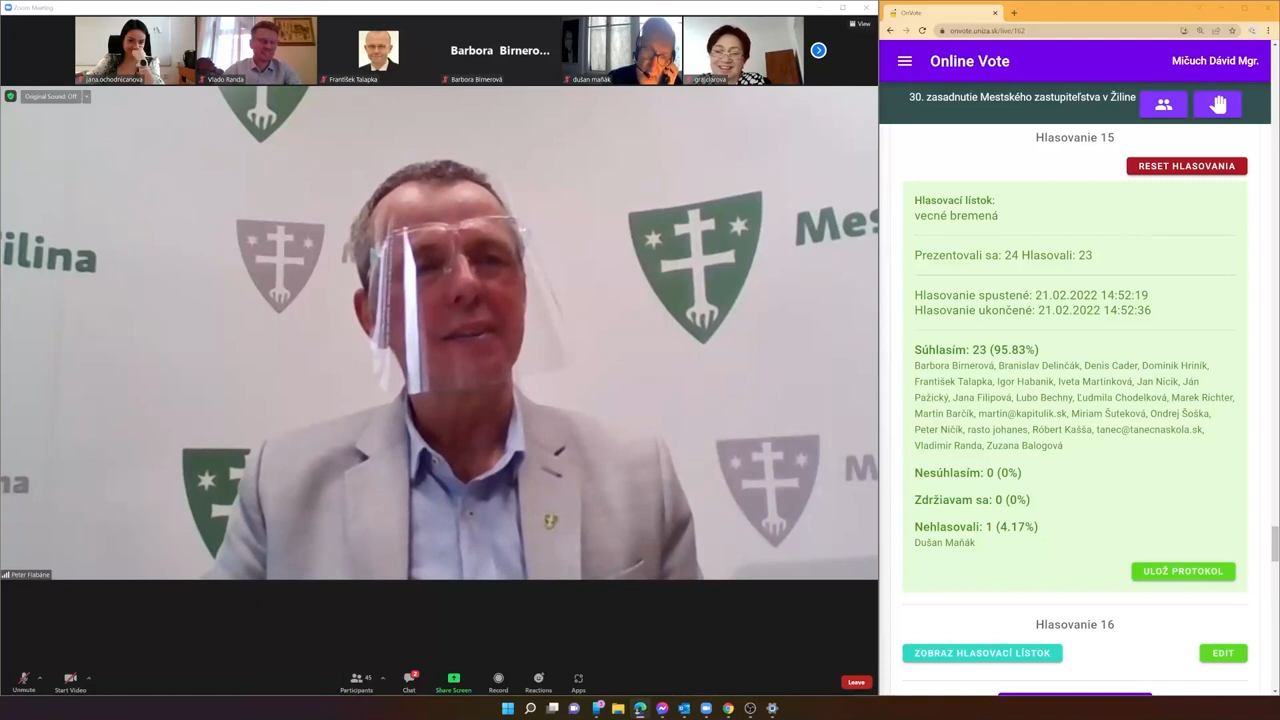 Zoom Meeting
View
jana.ochodnicanova
Vlado Randa
František Talapka
Barbora Birnero...
Barbora Birnerová
dušan maňák
Original Sound: Off
Žilina
Mes
Peter Fiabáne
Unmute
Start Video
Participants
45
Chat
2
Share Screen
Record
Reactions
Apps
Leave
OnVote
onvote.uniza.sk/live/162
Online Vote
Mičuch Dávid Mgr.
30. zasadnutie Mestského zastupiteľstva v Žiline
Hlasovanie 15
RESET HLASOVANIA
Hlasovací lístok:
vecné bremená
Prezentovali sa: 24 Hlasovali: 23
Hlasovanie spustené: 21.02.2022 14:52:19
Hlasovanie ukončené: 21.02.2022 14:52:36
Súhlasím: 23 (95.83%)
Barbora Birnerová, Branislav Delinčák, Denis Cader, Dominik Hriník,
František Talapka, Igor Habanik, Iveta Martinková, Jan Nicik, Ján
Pažický, Jana Filipová, Lubo Bechny, Ľudmila Chodelková, Marek Richter,
Martin Barčík, martin@kapitulik.sk, Miriam Šuteková, Ondrej Šoška,
Peter Ničík, rasto johanes, Róbert Kašša, tanec@tanecnaskola.sk,
Vladimir Randa, Zuzana Balogová
Nesúhlasím: 0 (0%)
Zdržiavam sa: 0 (0%)
Nehlasovali: 1 (4.17%)
Dušan Maňák
ULOŽ PROTOKOL
Hlasovanie 16
ZOBRAZ HLASOVACÍ LÍSTOK
EDIT